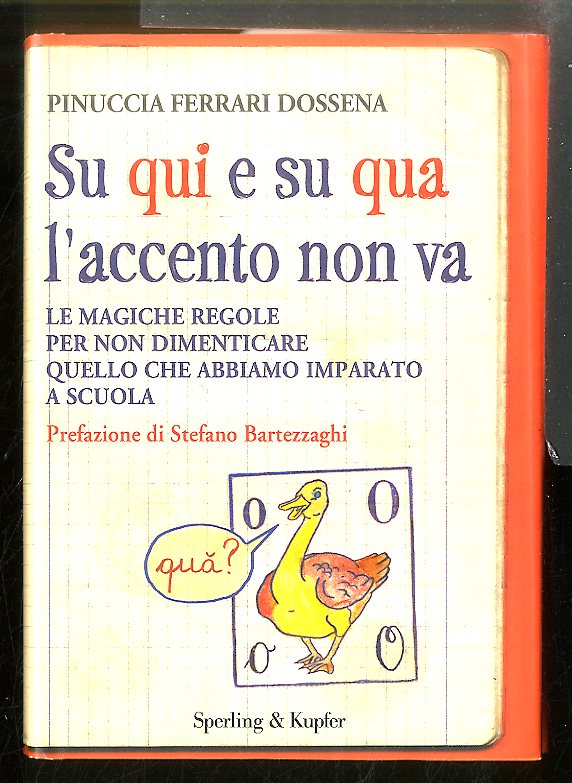 PINUCCIA FERRARI DOSSENA
Su qui e su qua
l'accento non va
LE MAGICHE REGOLE
PER NON DIMENTICARE
QUELLO CHE ABBIAMO IMPARATO
A SCUOLA
Prefazione di Stefano Bartezzaghi
o O
quă?
o O
Sperling & Kupfer